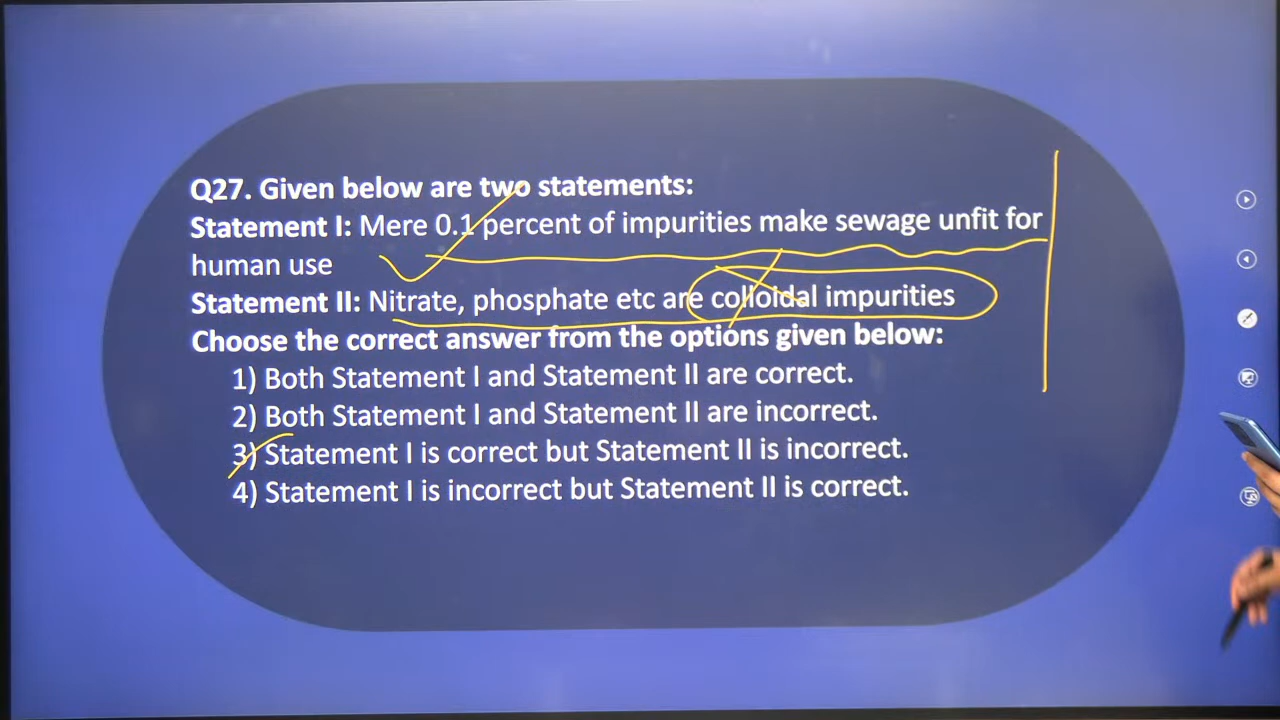 Q27. Given below are two statements:
Statement I: Mere 0.1 percent of impurities make sewage unfit for
human use
Statement II: Nitrate, phosphate etc are colloidal impurities
Choose the correct answer from the options given below:
1) Both Statement I and Statement II are correct.
2) Both Statement I and Statement II are incorrect.
3) Statement I is correct but Statement II is incorrect.
4) Statement I is incorrect but Statement II is correct.